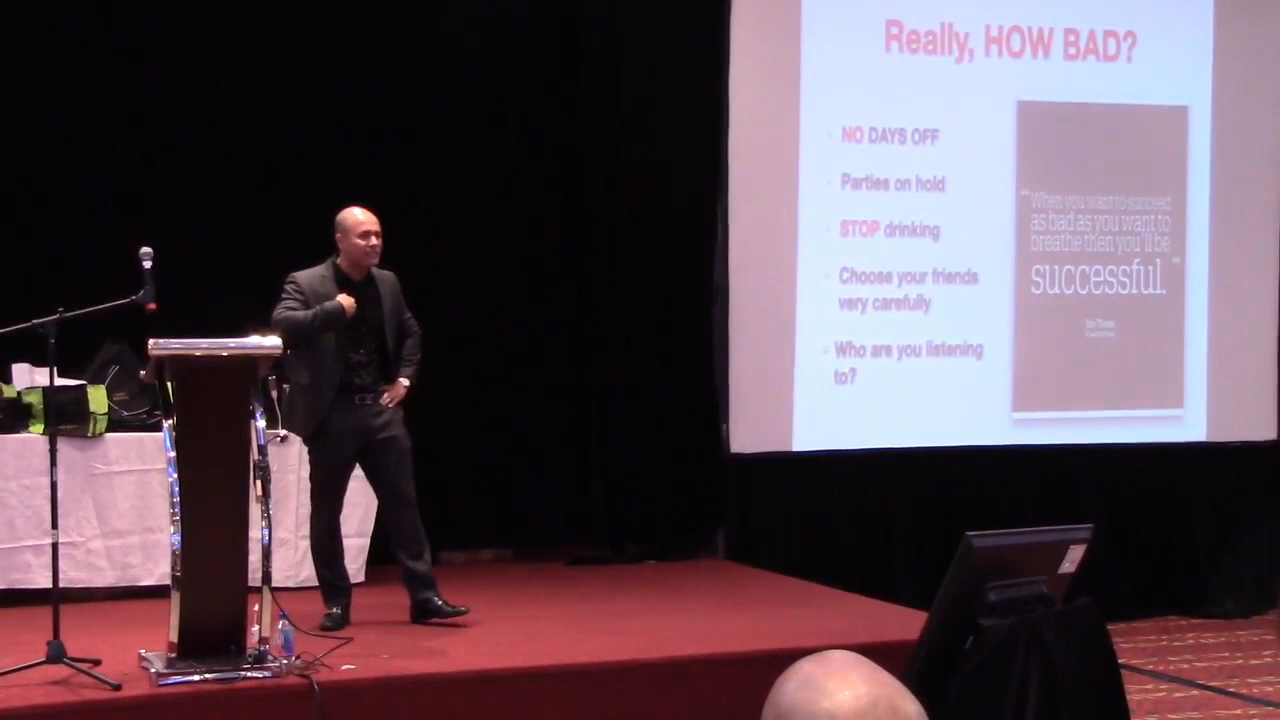 Really, HOW BAD?
NO DAYS OFF
Parties on hold
STOP drinking
Choose your friends
very carefully
Who are you listening
to?
"When you want to succeed
as bad as you want to
breathe then you'll be
successful."